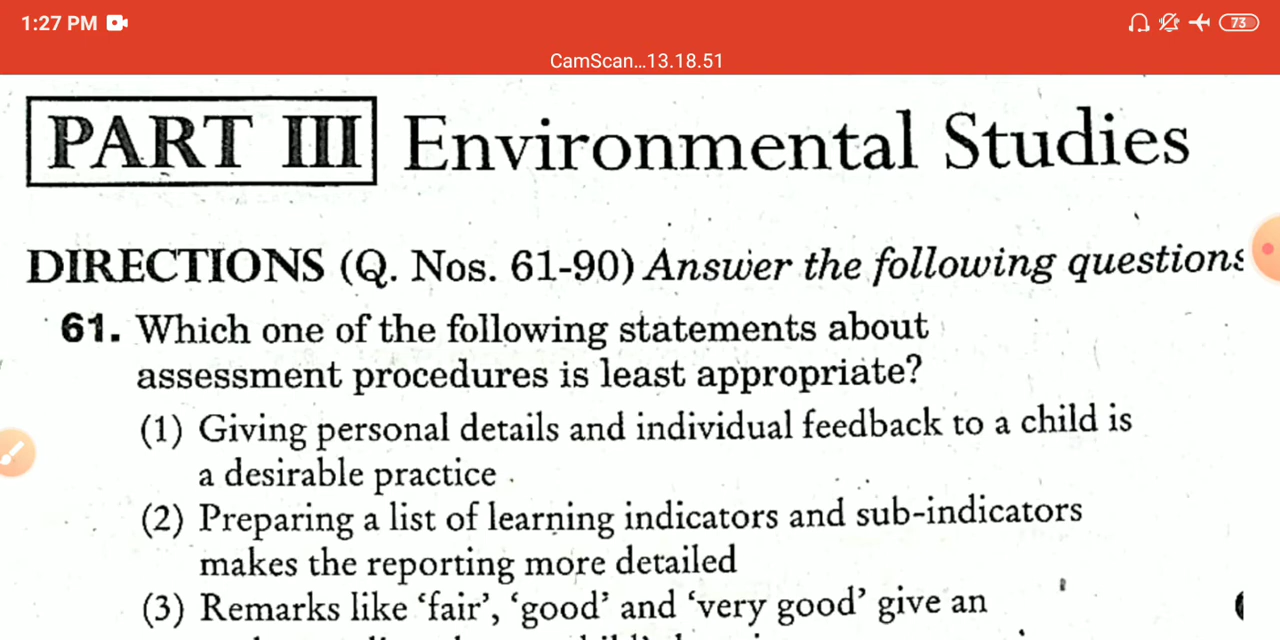 1:27 PM
73
CamScan...13.18.51
PART III Environmental Studies
DIRECTIONS (Q. Nos. 61-90) Answer the following questions
61. Which one of the following statements about
assessment procedures is least appropriate?
(1) Giving personal details and individual feedback to a child is
a desirable practice
(2) Preparing a list of learning indicators and sub-indicators
makes the reporting more detailed
(3) Remarks like ‘fair’, ‘good’ and ‘very good’ give an